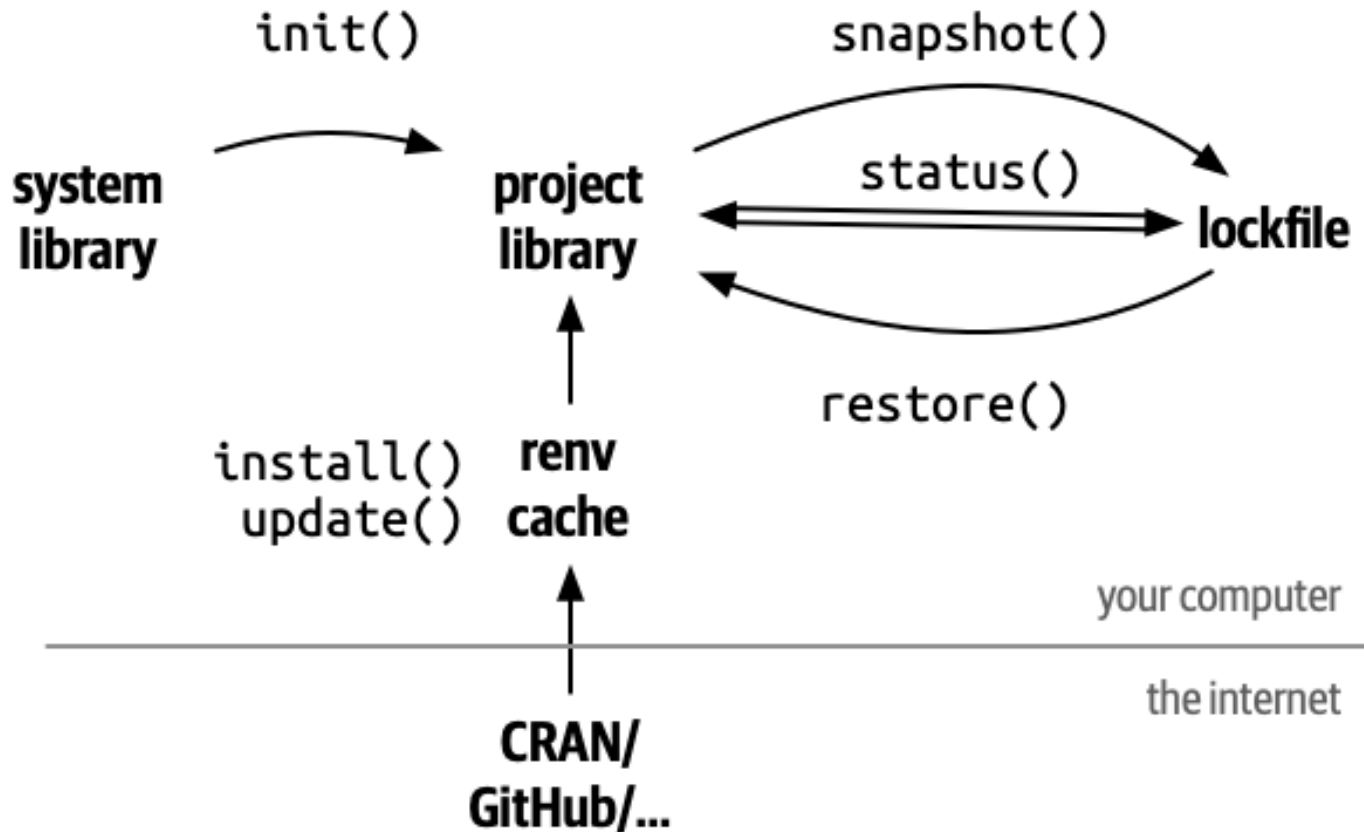 init()
snapshot()
system
library
project
library
status()
lockfile
restore()
install()
update()
renv
cache
your computer
the internet
CRAN/
GitHub/...